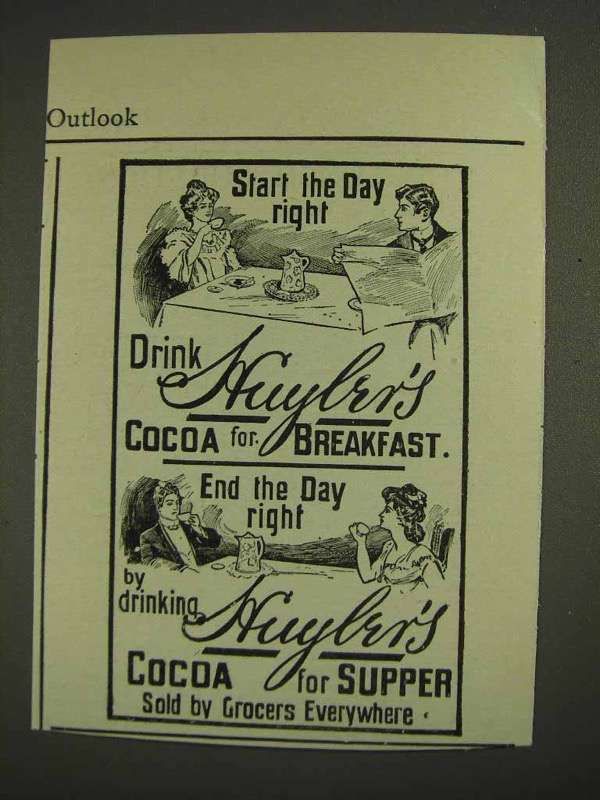 Outlook
Start the Day
right
Drink Huyler's
COCOA for BREAKFAST.
End the Day
right
by
drinking Huyler's
COCOA for SUPPER
Sold by Grocers Everywhere